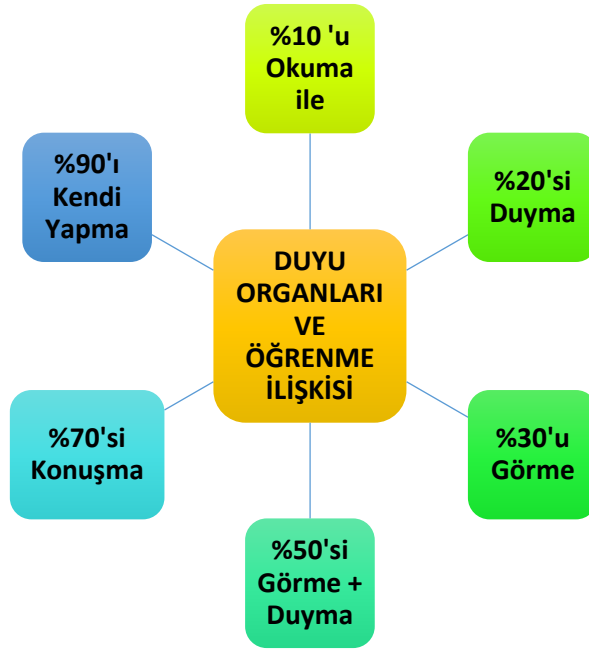 %10 'u
Okuma
ile
%20'si
Duyma
%30'u
Görme
%50'si
Görme +
Duyma
%70'si
Konuşma
%90'ı
Kendi
Yapma
DUYU
ORGANLARI
VE
ÖĞRENME
İLİŞKİSİ